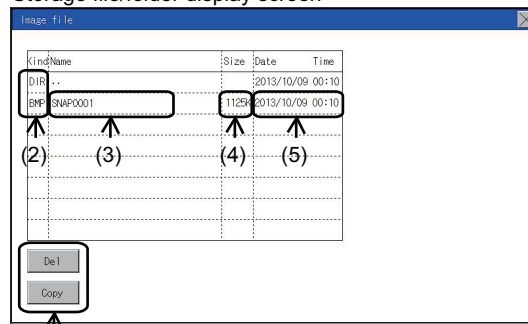 Storage file/folder display screen
Image file
Kind Name Size Date Time
DIR .. 2013/10/09 00:10
BMP SNAP0001 1125K 2013/10/09 00:10
(2) (3) (4) (5)
Del
Copy